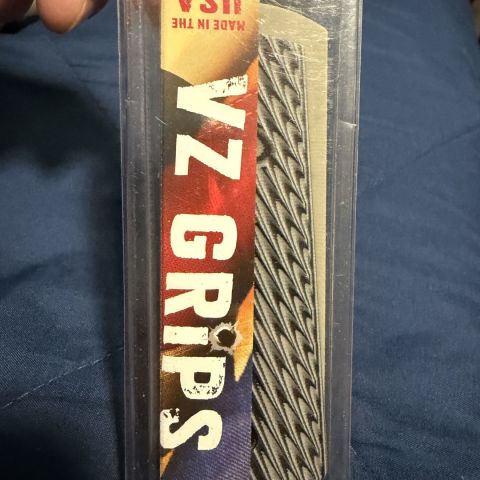 MADE IN THE
USA
VZ GRIPS